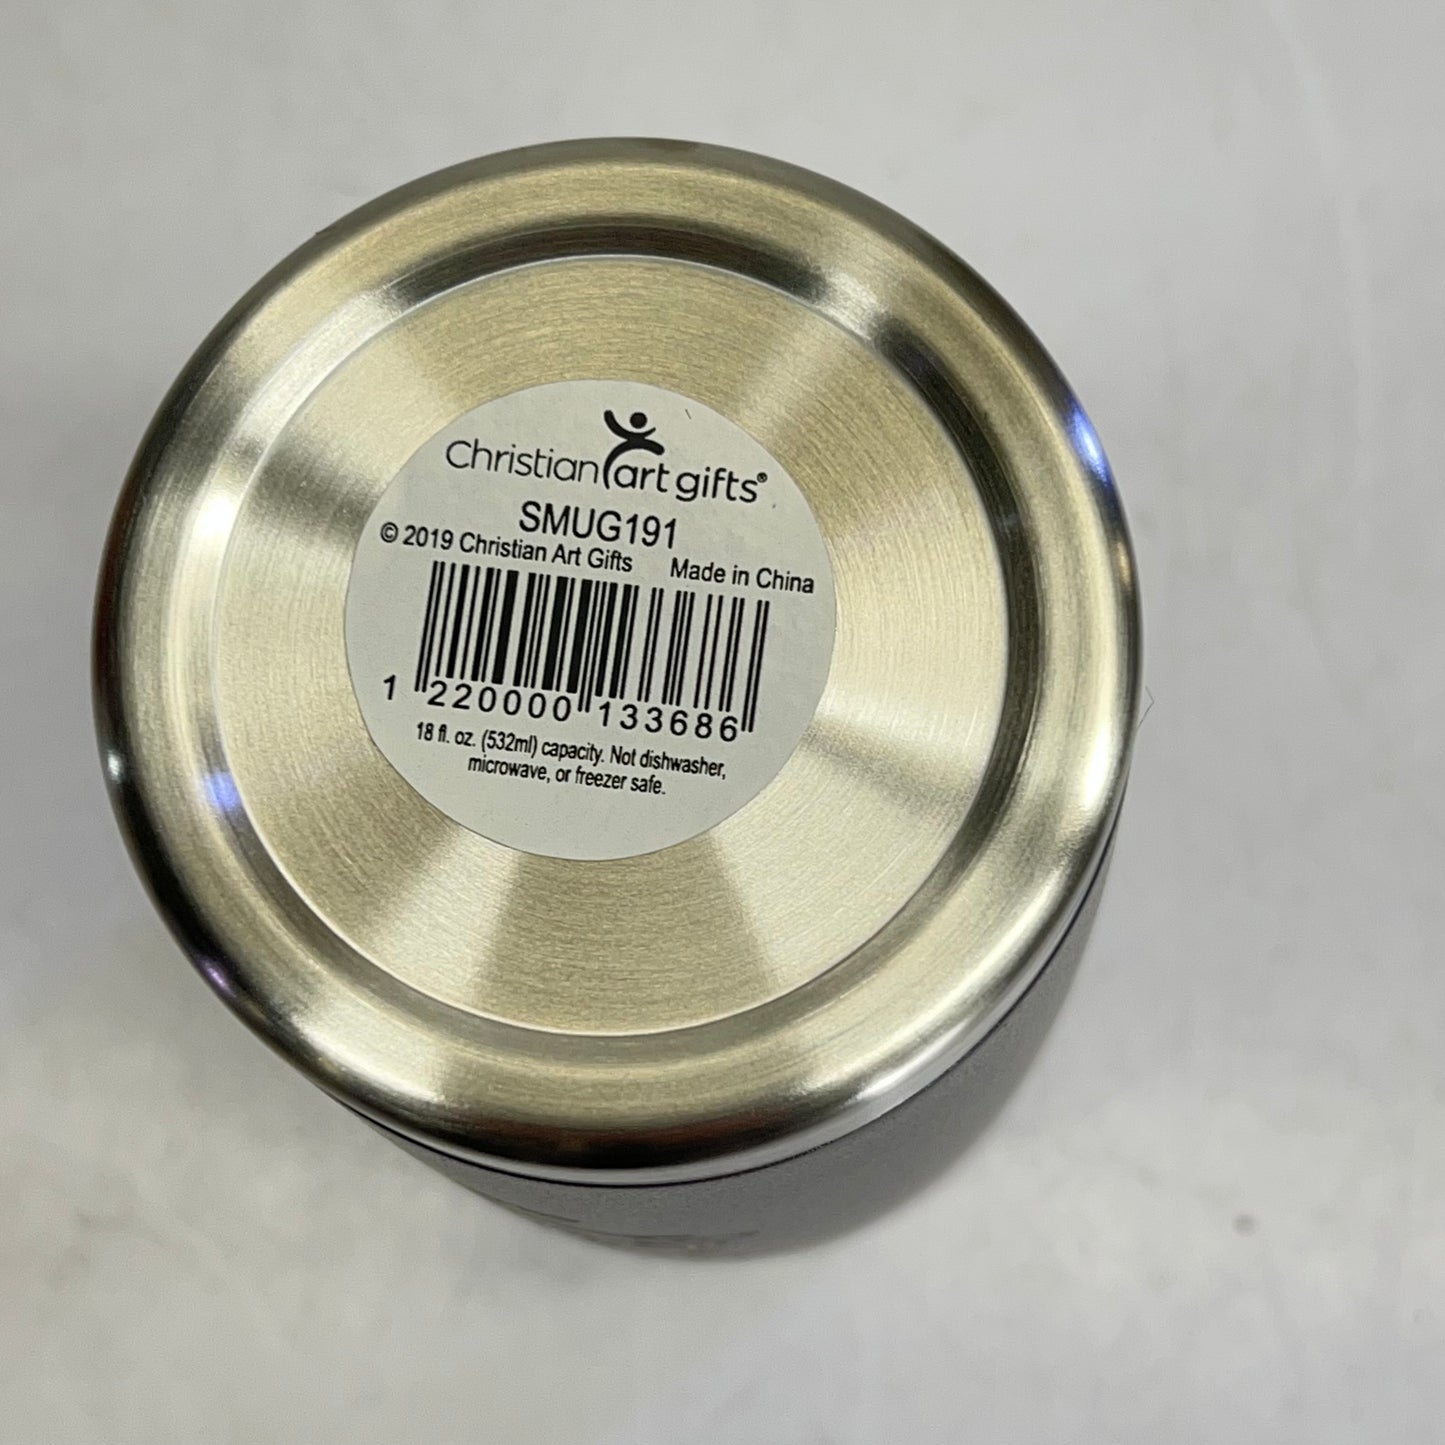 Christian art gifts®
SMUG191
© 2019 Christian Art Gifts Made in China
1 220000 133686
18 fl. oz. (532ml) capacity. Not dishwasher,
microwave, or freezer safe.